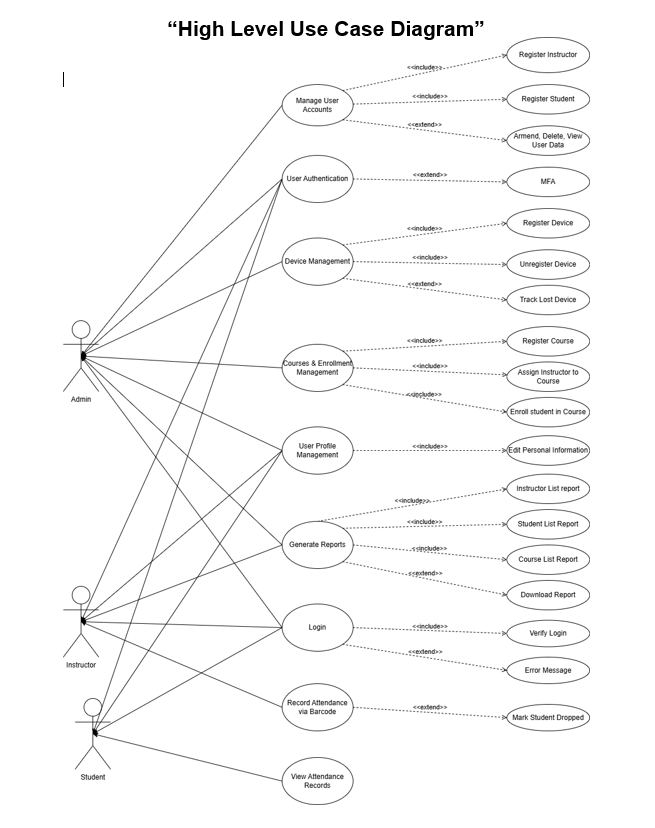 “High Level Use Case Diagram”
Register Instructor
<<include>>
Manage User
Accounts
<<include>>
Register Student
<<extend>>
Armend, Delete, View
User Data
User Authentication
<<extend>>
MFA
Register Device
<<include>>
Device Management
<<include>>
Unregister Device
<<extend>>
Track Lost Device
Register Course
<<include>>
Courses & Enrollment
Management
<<include>>
Assign Instructor to
Course
<<include>>
Enroll student in Course
Admin
User Profile
Management
<<include>>
Edit Personal Information
Instructor List report
<<include>>
<<include>>
Student List Report
Generate Reports
<<include>>
Course List Report
<<extend>>
Download Report
Login
<<include>>
Verify Login
<<extend>>
Error Message
Instructor
Record Attendance
via Barcode
<<extend>>
Mark Student Dropped
Student
View Attendance
Records